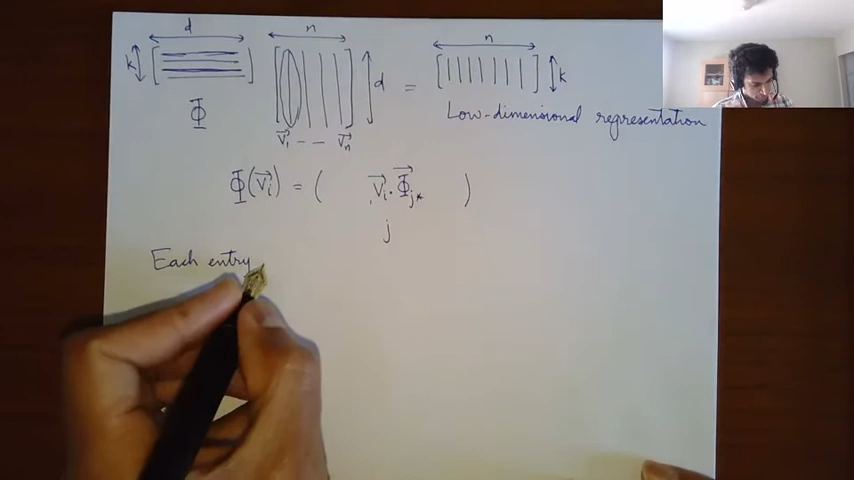 d n n
k d = k
Φ Low-dimensional representation
v⃗₁ - - v⃗ₙ
Φ(v⃗ᵢ) = ( v⃗ᵢ · Φ⃗ⱼ* )
j
Each entry